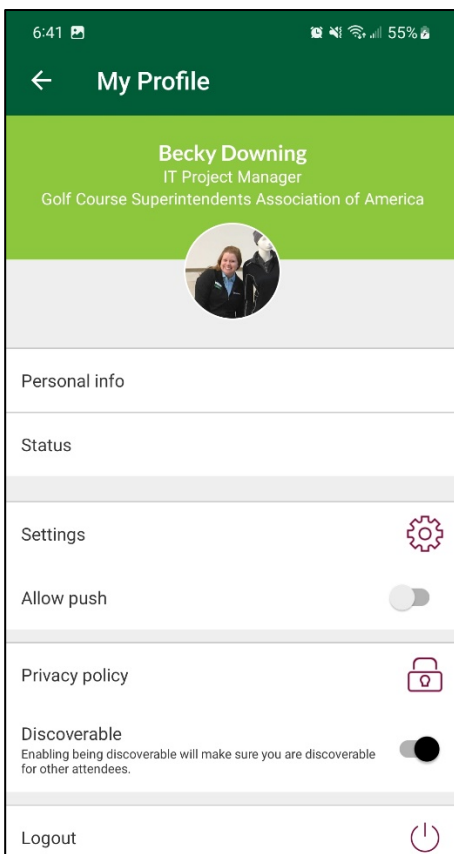 6:41 55%
My Profile
Becky Downing
IT Project Manager
Golf Course Superintendents Association of America
Personal info
Status
Settings
Allow push
Privacy policy
Discoverable
Enabling being discoverable will make sure you are discoverable
for other attendees.
Logout